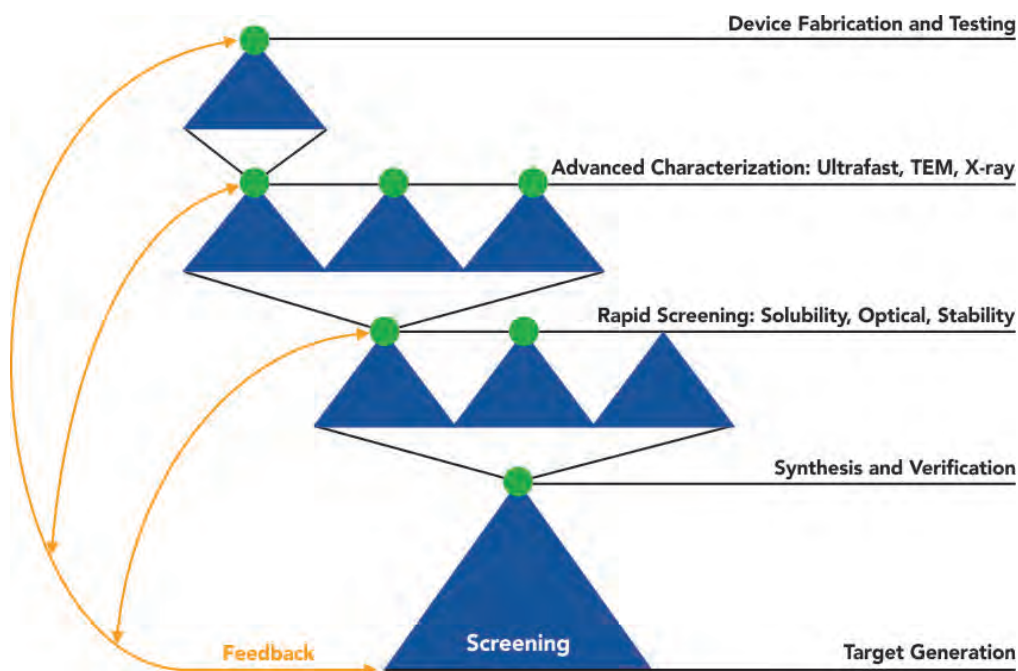 Device Fabrication and Testing
Advanced Characterization: Ultrafast, TEM, X-ray
Rapid Screening: Solubility, Optical, Stability
Synthesis and Verification
Screening
Feedback
Target Generation